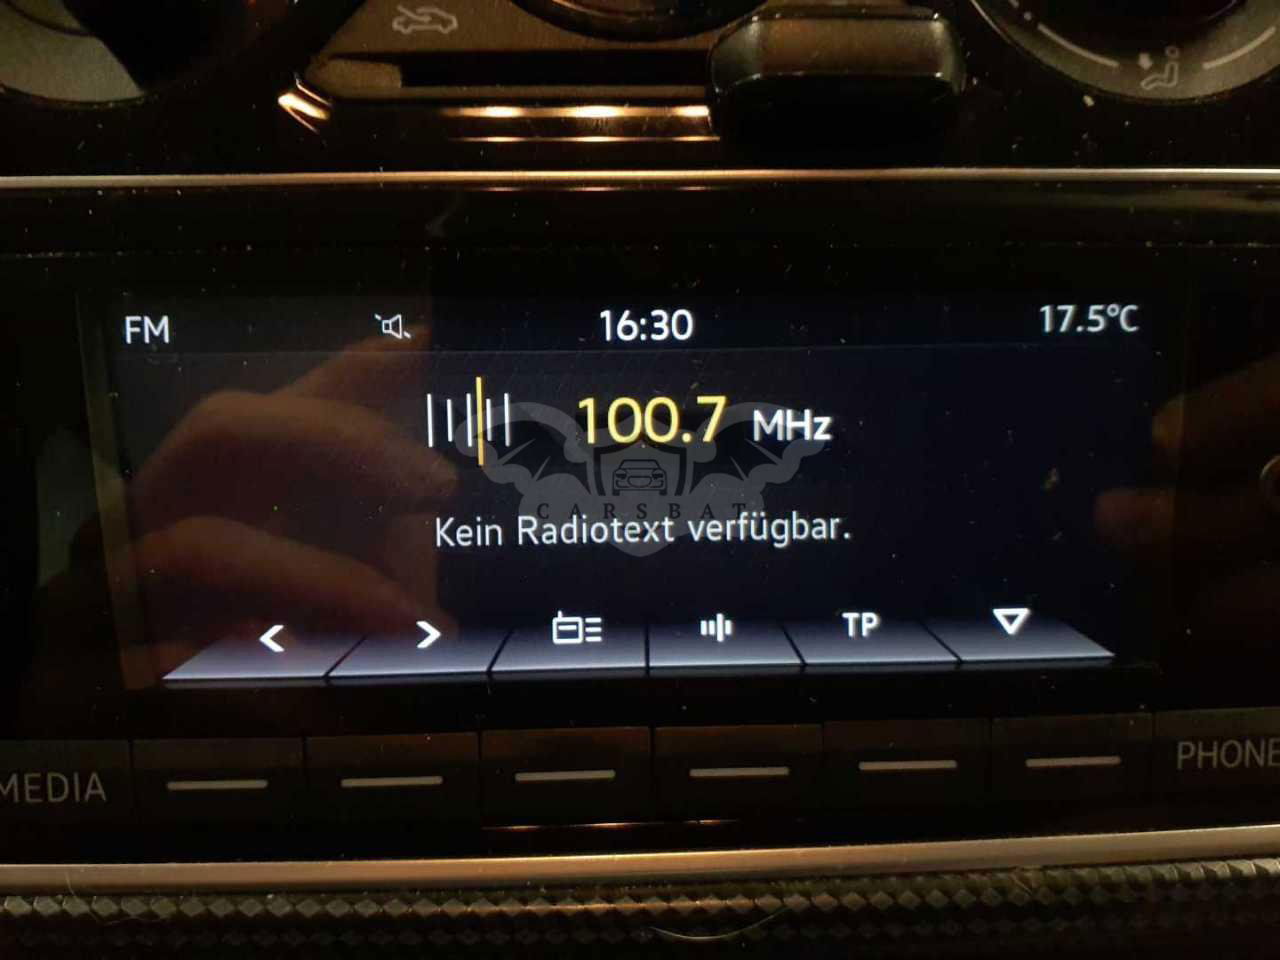 FM 16:30 17.5°C
100.7 MHz
CARSBAT
Kein Radiotext verfügbar.
< > TP
MEDIA PHONE